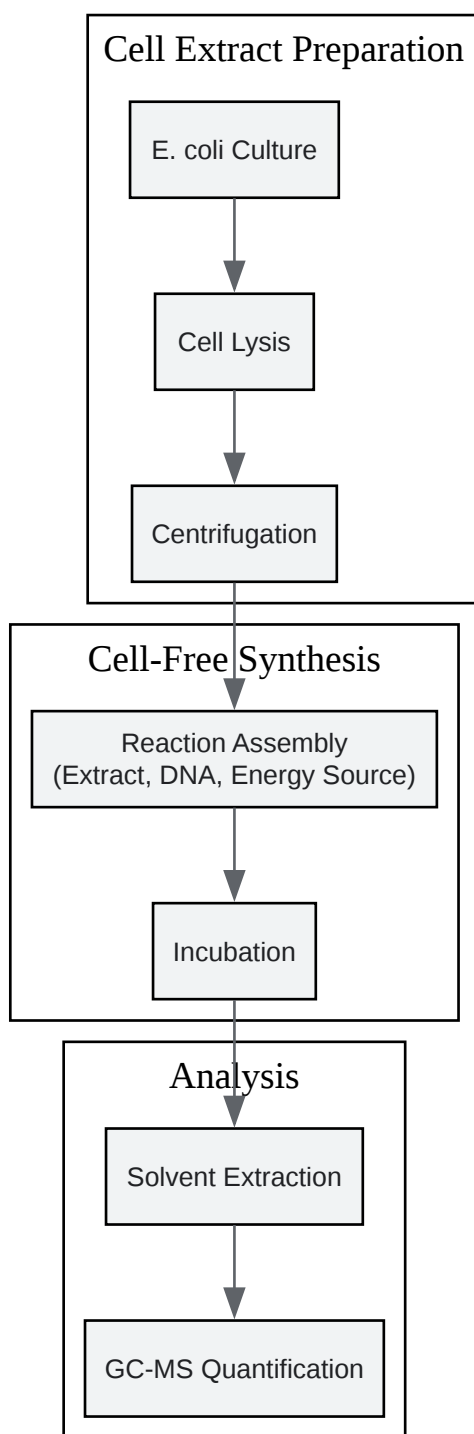 Cell Extract Preparation
E. coli Culture
Cell Lysis
Centrifugation
Cell-Free Synthesis
Reaction Assembly
(Extract, DNA, Energy Source)
Incubation
Analysis
Solvent Extraction
GC-MS Quantification